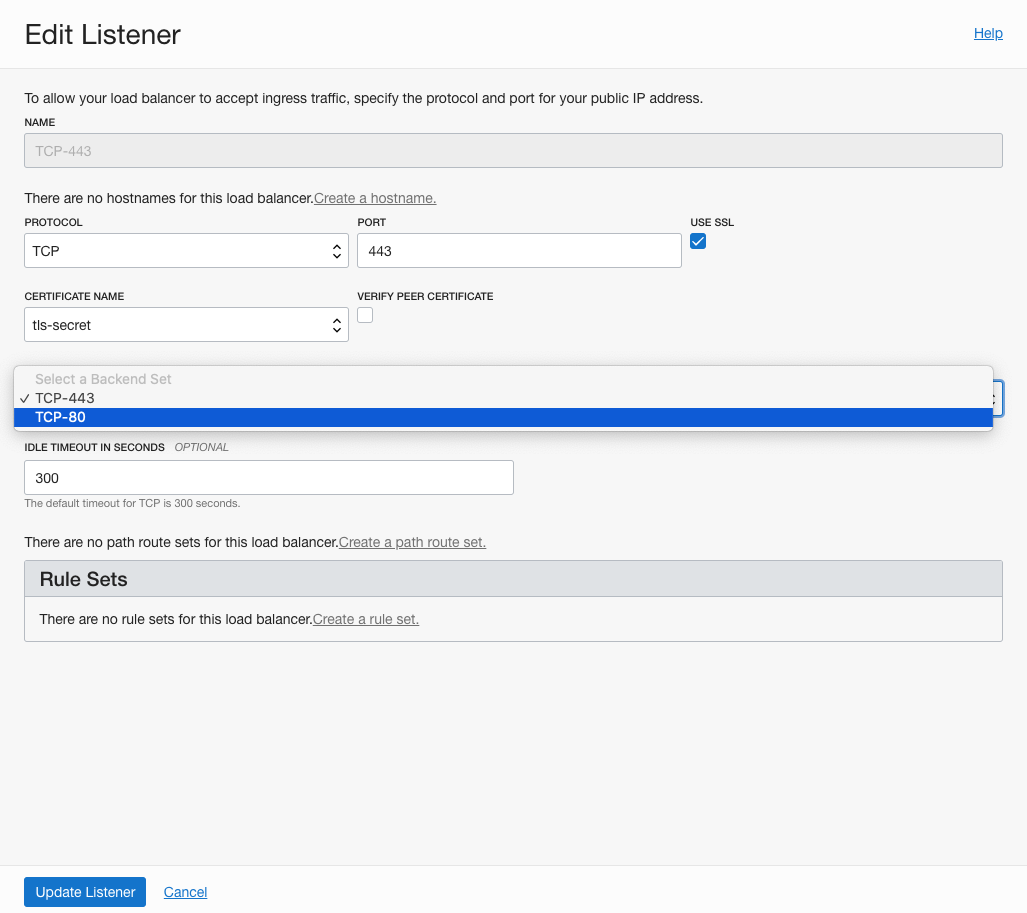 Edit Listener
Help
To allow your load balancer to accept ingress traffic, specify the protocol and port for your public IP address.
NAME
TCP-443
There are no hostnames for this load balancer.Create a hostname.
PROTOCOL PORT USE SSL
TCP 443
CERTIFICATE NAME VERIFY PEER CERTIFICATE
tls-secret
Select a Backend Set
✓ TCP-443
TCP-80
IDLE TIMEOUT IN SECONDS OPTIONAL
300
The default timeout for TCP is 300 seconds.
There are no path route sets for this load balancer.Create a path route set.
Rule Sets
There are no rule sets for this load balancer.Create a rule set.
Update Listener Cancel